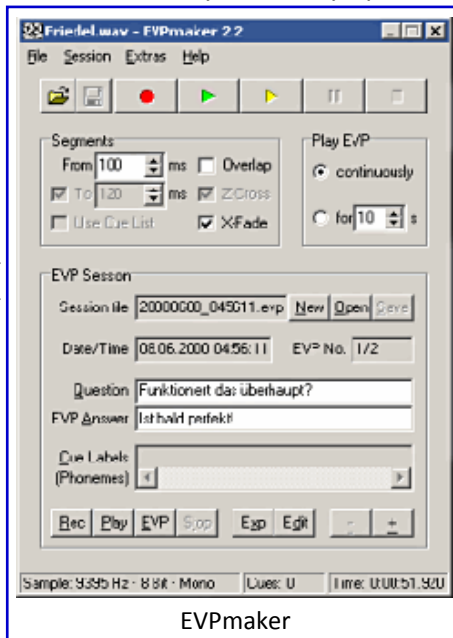 Friedel.wav - EVPmaker 2.2
File Session Extras Help
Segments
From 100 ms Overlap
To 120 ms Z-Cross
Use Cue List X-Fade
Play EVP
continuously
for 10 s
EVP Session
Session file New Open Save
Date/Time 08.06.2000 04:56:11 EVP No. 1/2
Question Funktioniert das überhaupt?
EVP Answer Ist bald perfekt!
Cue Labels
(Phonemes)
Rec Play EVP Stop Exp Edit - +
Sample: 9395 Hz - 8 Bit - Mono Cues: 0 Time: 0:00:51.920
EVPmaker